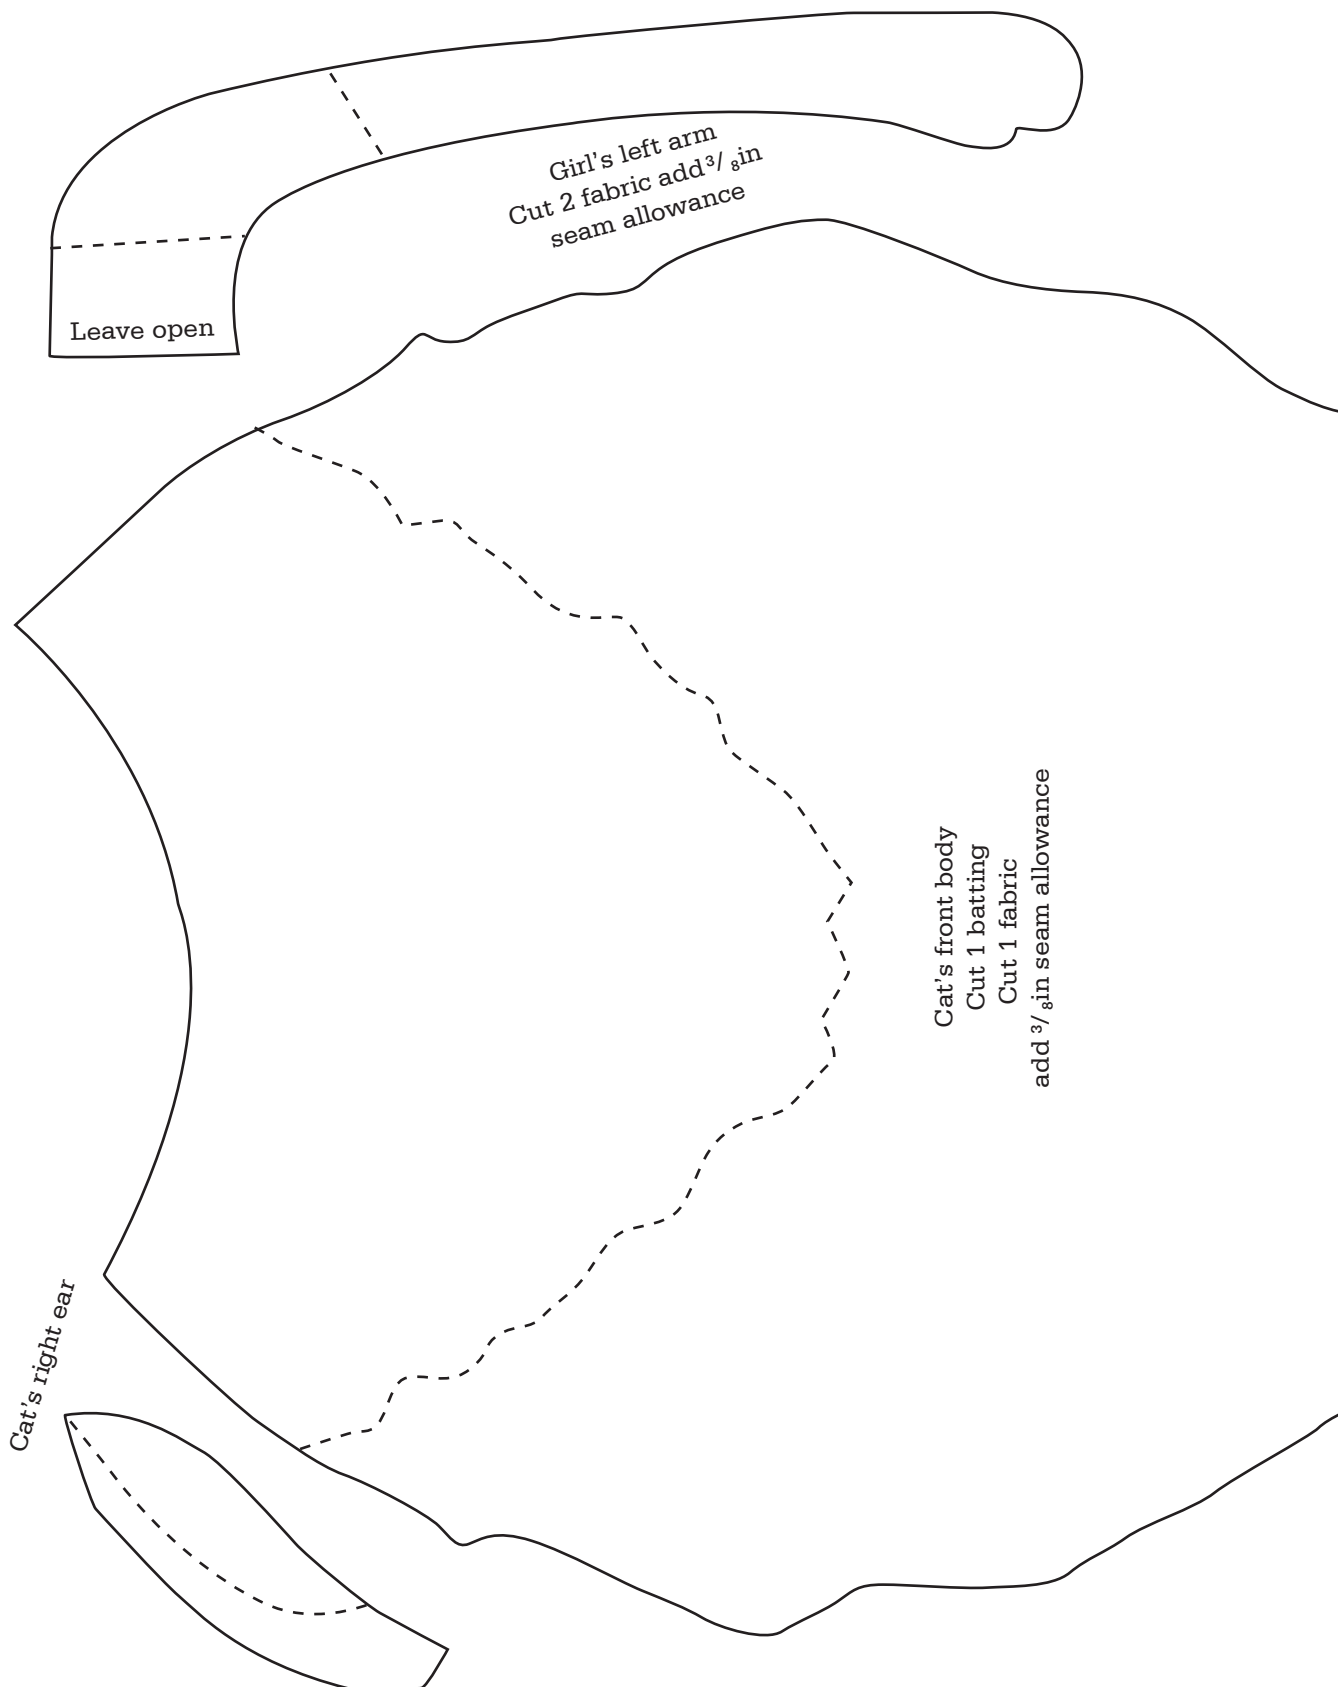 Girl's left arm
Cut 2 fabric add 3/8in
seam allowance
Leave open
Cat's front body
Cut 1 batting
Cut 1 fabric
add 3/8in seam allowance
Cat's right ear